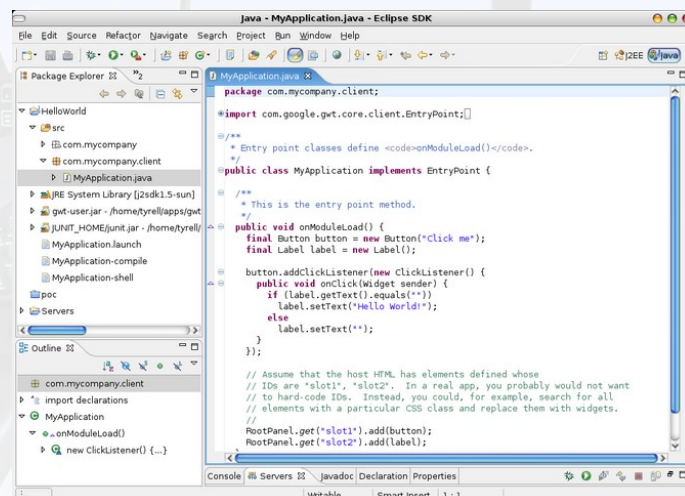 Java - MyApplication.java - Eclipse SDK
File Edit Source Refactor Navigate Search Project Run Window Help
J2EE Java
Package Explorer
2
HelloWorld
src
com.mycompany
com.mycompany.client
MyApplication.java
JRE System Library [j2sdk1.5-sun]
gwt-user.jar - /home/tyrell/apps/gwt
JUNIT_HOME/junit.jar - /home/tyrell/
MyApplication.launch
MyApplication-compile
MyApplication-shell
poc
Servers
Outline
com.mycompany.client
import declarations
MyApplication
onModuleLoad()
new ClickListener() {...}
MyApplication.java
package com.mycompany.client;
import com.google.gwt.core.client.EntryPoint;
/**
* Entry point classes define <code>onModuleLoad()</code>.
*/
public class MyApplication implements EntryPoint {
/**
* This is the entry point method.
*/
public void onModuleLoad() {
final Button button = new Button("Click me");
final Label label = new Label();
button.addClickListener(new ClickListener() {
public void onClick(Widget sender) {
if (label.getText().equals(""))
label.setText("Hello World!");
else
label.setText("");
}
});
// Assume that the host HTML has elements defined whose
// IDs are "slot1", "slot2". In a real app, you probably would not want
// to hard-code IDs. Instead, you could, for example, search for all
// elements with a particular CSS class and replace them with widgets.
//
RootPanel.get("slot1").add(button);
RootPanel.get("slot2").add(label);
Console Servers Javadoc Declaration Properties
Writable Smart Insert 1 : 1